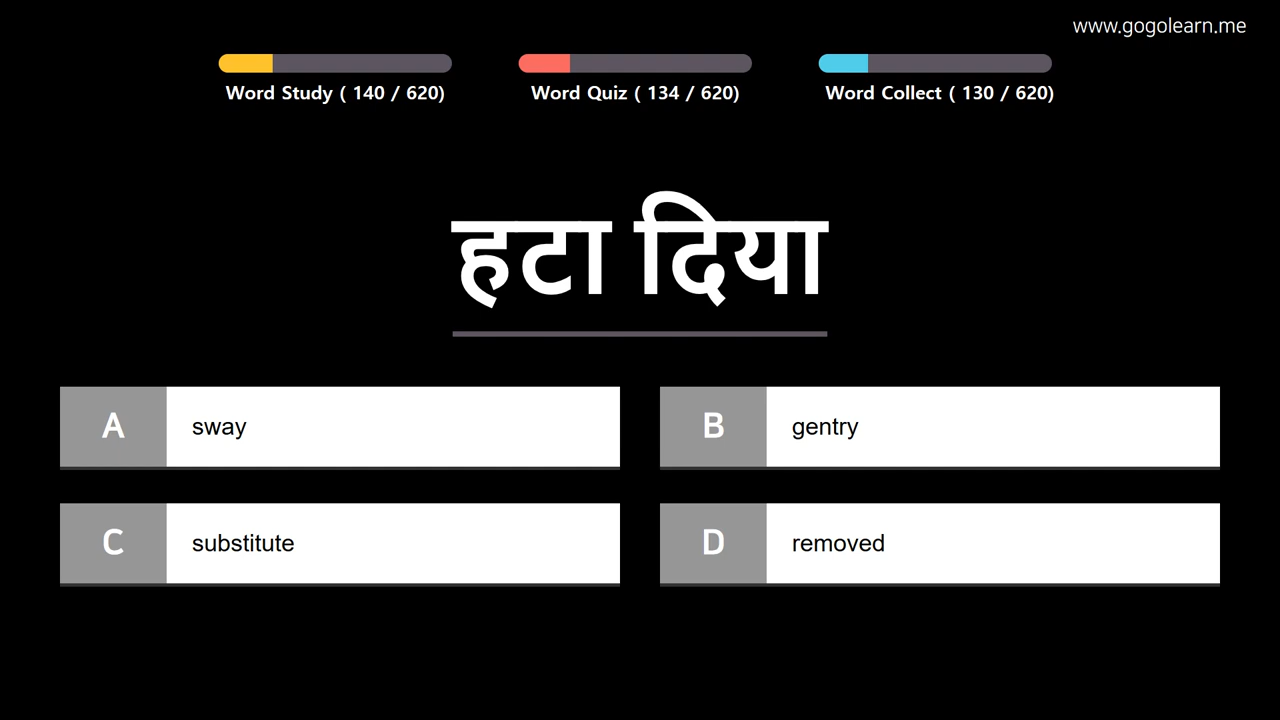 www.gogolearn.me
Word Study ( 140 / 620)
Word Quiz ( 134 / 620)
Word Collect ( 130 / 620)
हटा दिया
A sway
B gentry
C substitute
D removed